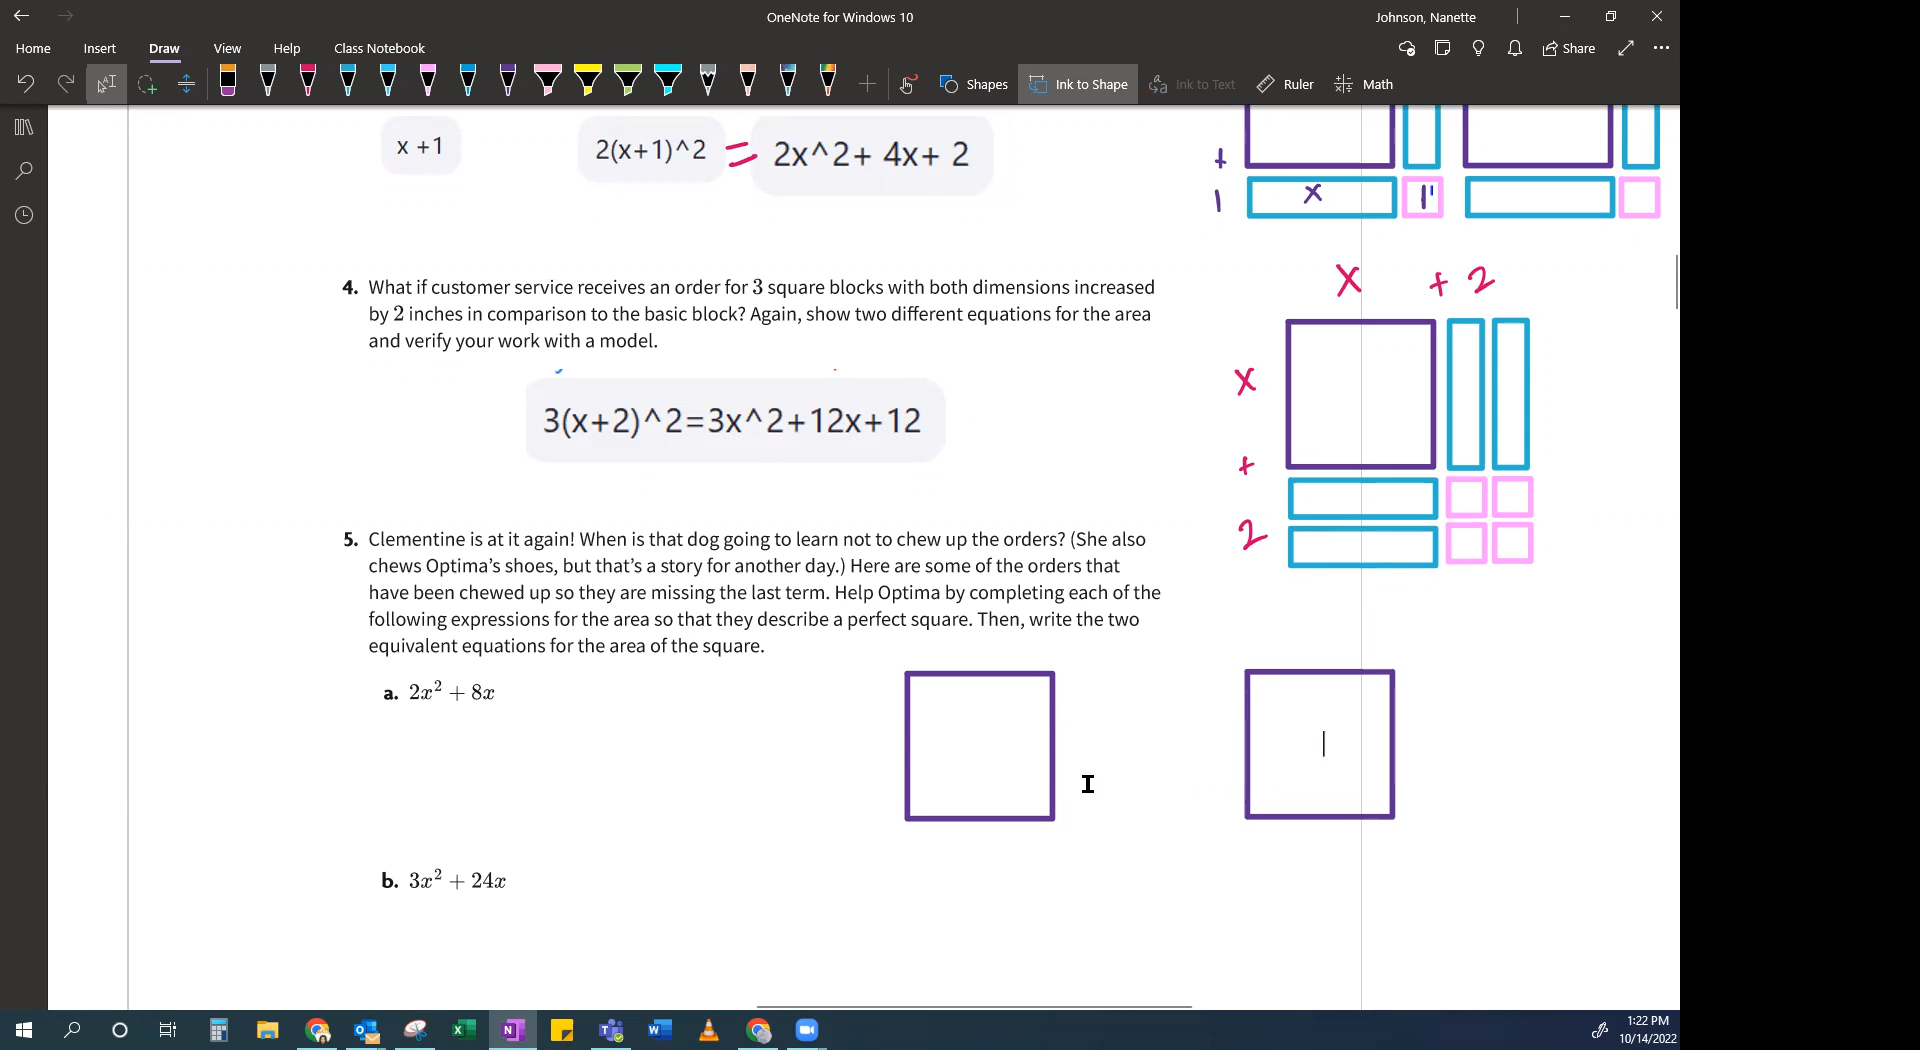 OneNote for Windows 10
Johnson, Nanette
Home Insert Draw View Help Class Notebook
Share
Shapes Ink to Shape Ink to Text Ruler Math
x +1
2(x+1)^2 = 2x^2+ 4x+ 2
+
1 x 1
4. What if customer service receives an order for 3 square blocks with both dimensions increased
by 2 inches in comparison to the basic block? Again, show two different equations for the area
and verify your work with a model.
3(x+2)^2=3x^2+12x+12
x + 2
x
+
2
5. Clementine is at it again! When is that dog going to learn not to chew up the orders? (She also
chews Optima's shoes, but that's a story for another day.) Here are some of the orders that
have been chewed up so they are missing the last term. Help Optima by completing each of the
following expressions for the area so that they describe a perfect square. Then, write the two
equivalent equations for the area of the square.
a. 2x² + 8x
b. 3x² + 24x
1:22 PM
10/14/2022